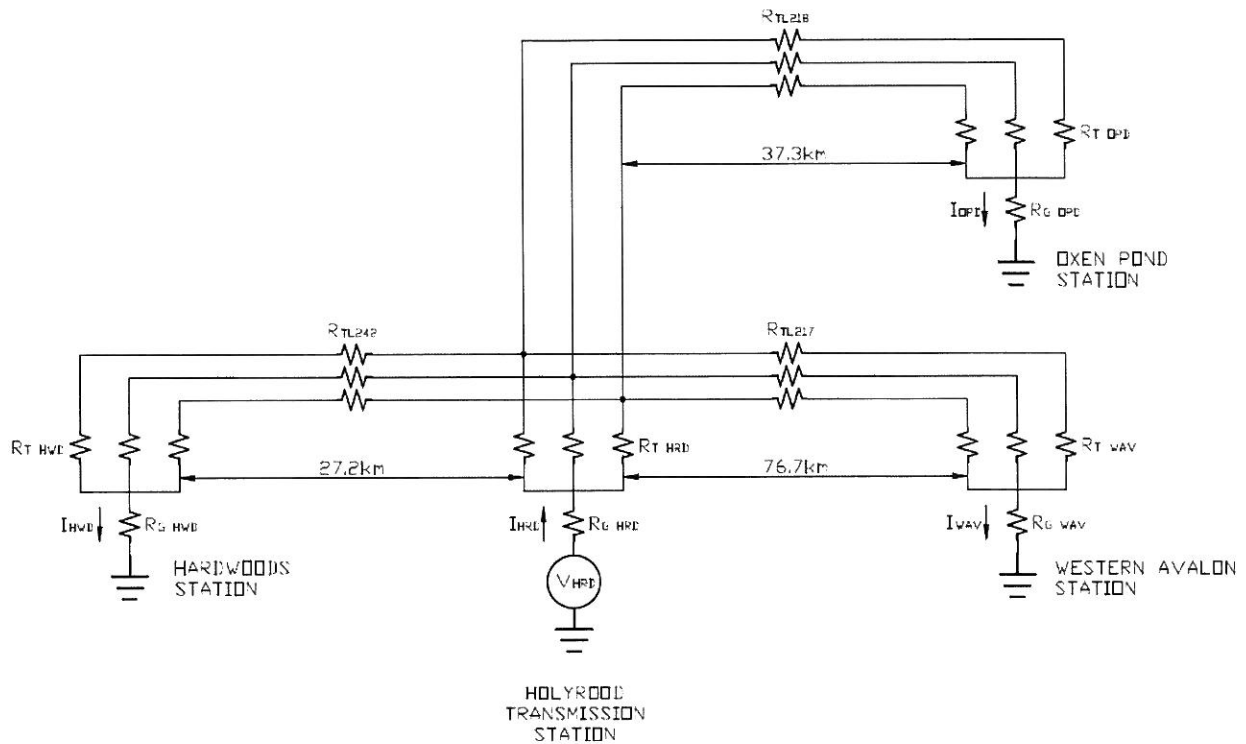 RTL218
RT OPD
37.3km
IOPD
RG OPD
OXEN POND
STATION
RTL242
RTL217
RT HWD
27.2km
RT HRD
76.7km
RT WAV
IHWD
RG HWD
IHRD
RG HRD
IWAV
RG WAV
HARDWOODS
STATION
VHRD
WESTERN AVALON
STATION
HOLYROOD
TRANSMISSION
STATION